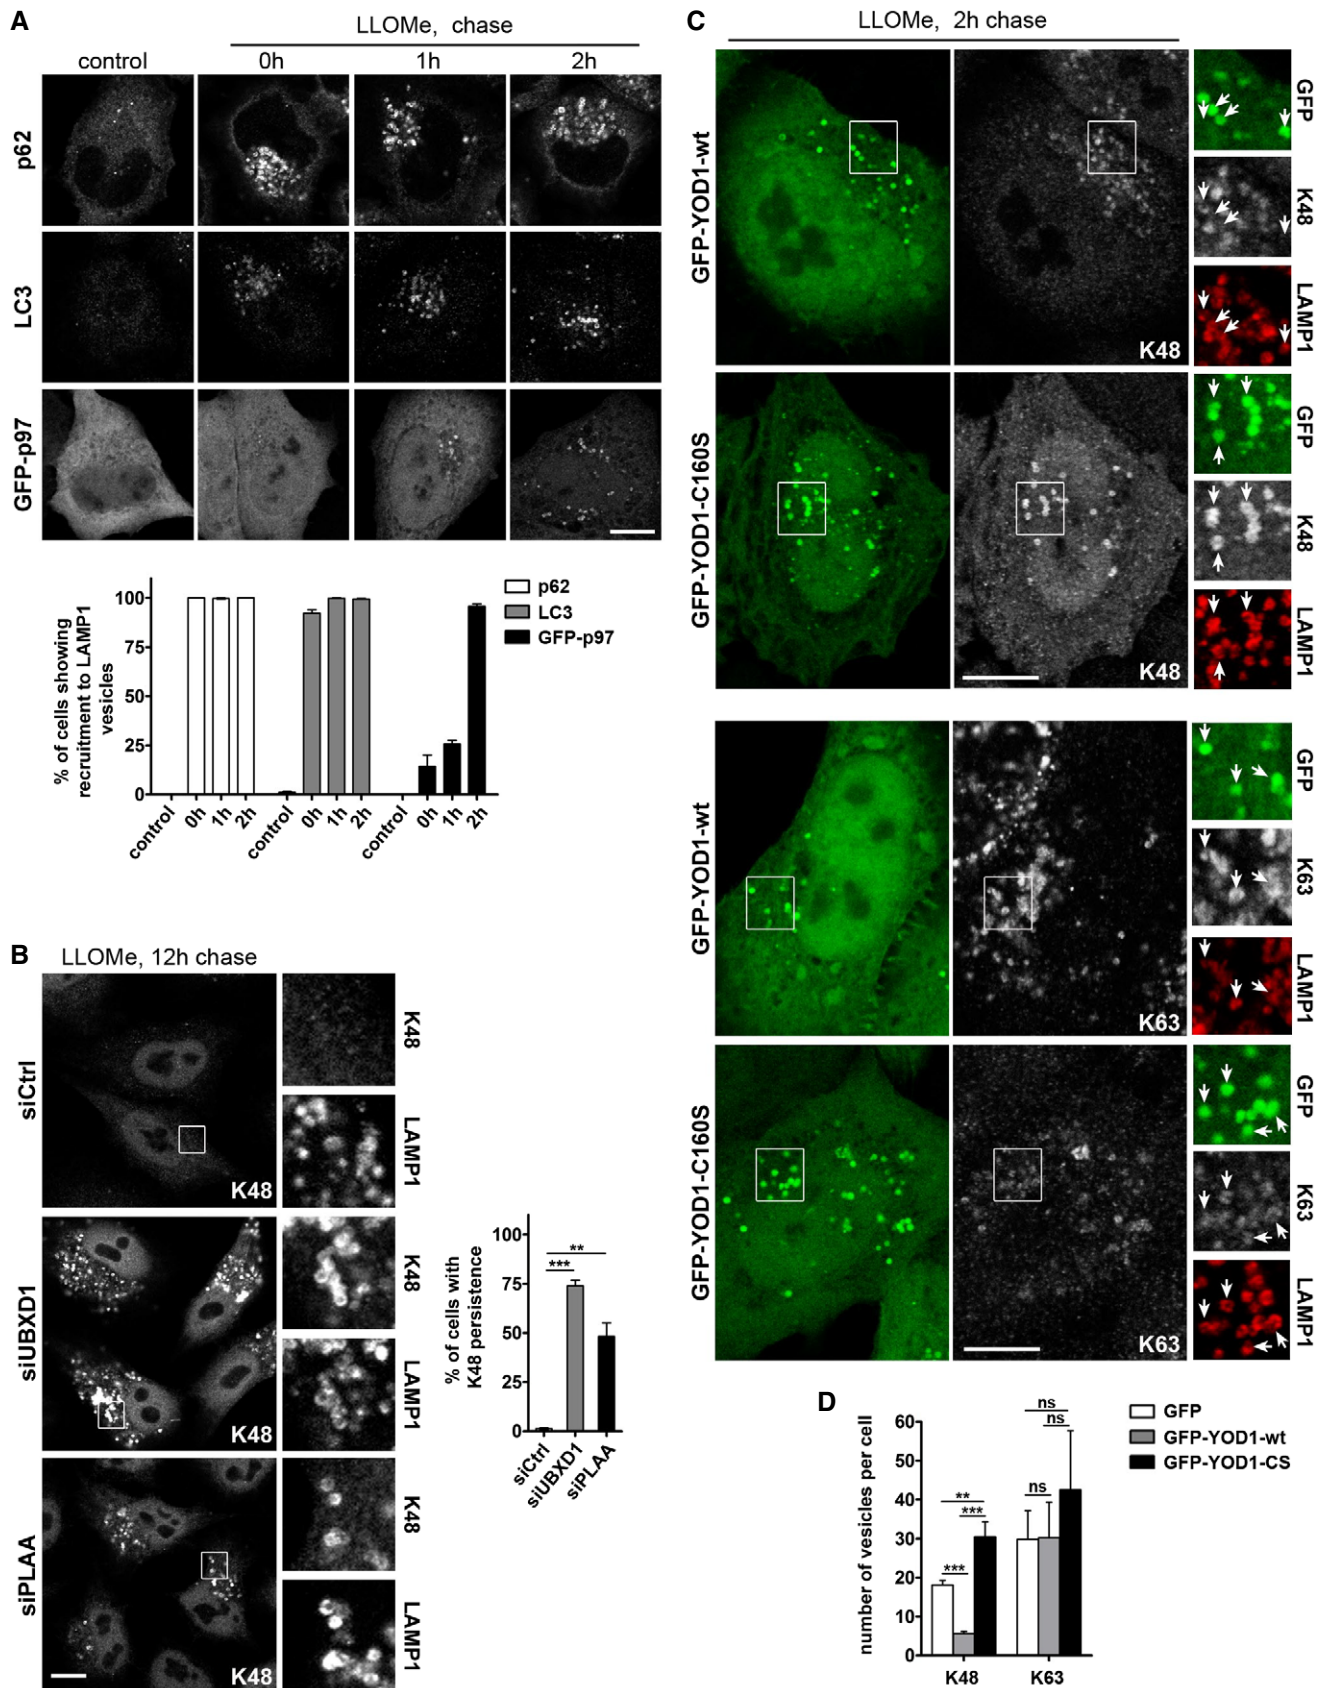 A
LLOMe, chase
control 0h 1h 2h
p62
LC3
GFP-p97
% of cells showing
recruitment to LAMP1
vesicles
100
75
50
25
0
control 0h 1h 2h control 0h 1h 2h control 0h 1h 2h
p62
LC3
GFP-p97
B
LLOMe, 12h chase
siCtrl
K48
K48
LAMP1
siUBXD1
K48
K48
LAMP1
siPLAA
K48
K48
LAMP1
% of cells with
K48 persistence
100
75
50
25
0
**
***
siCtrl siUBXD1 siPLAA
C
LLOMe, 2h chase
GFP-YOD1-wt
K48
GFP
K48
LAMP1
GFP-YOD1-C160S
K48
GFP
K48
LAMP1
GFP-YOD1-wt
K63
GFP
K63
LAMP1
GFP-YOD1-C160S
K63
GFP
K63
LAMP1
D
number of vesicles per cell
60
50
40
30
20
10
0
**
***
***
ns
ns
ns
K48 K63
GFP
GFP-YOD1-wt
GFP-YOD1-CS